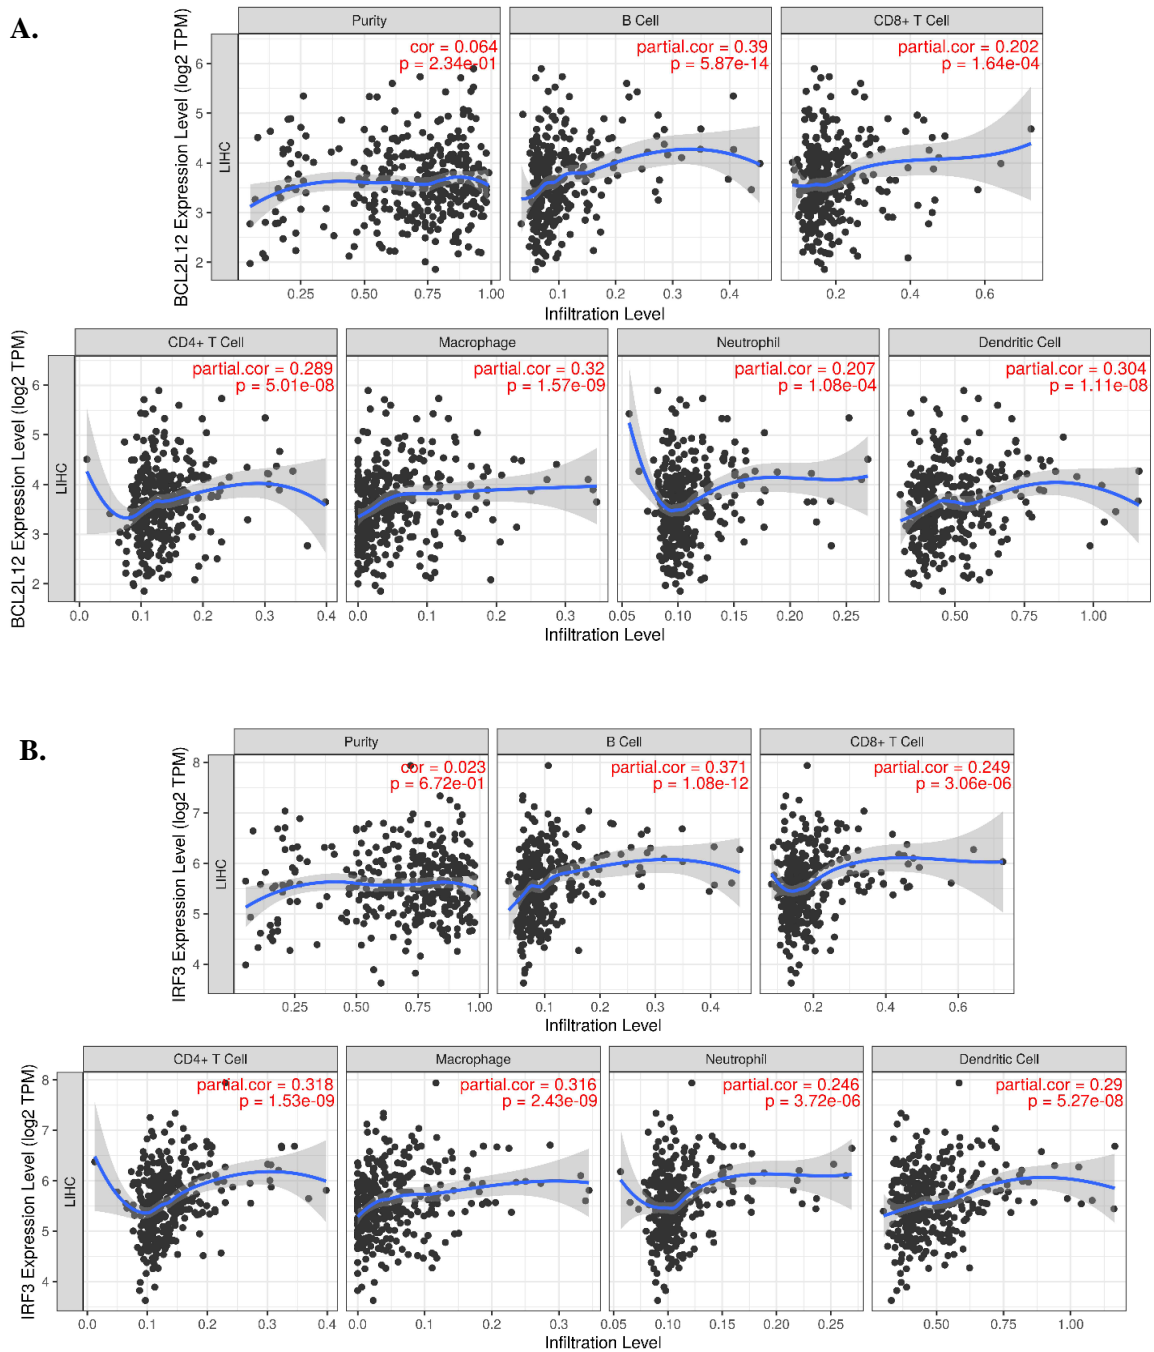 A.
Purity
B Cell
CD8+ T Cell
BCL2L12 Expression Level (log2 TPM)
LIHC
cor = 0.064
p = 2.34e-01
partial.cor = 0.39
p = 5.87e-14
partial.cor = 0.202
p = 1.64e-04
6
5
4
3
2
0.25 0.50 0.75 1.00
0.1 0.2 0.3 0.4
0.2 0.4 0.6
Infiltration Level
CD4+ T Cell
Macrophage
Neutrophil
Dendritic Cell
BCL2L12 Expression Level (log2 TPM)
LIHC
partial.cor = 0.289
p = 5.01e-08
partial.cor = 0.32
p = 1.57e-09
partial.cor = 0.207
p = 1.08e-04
partial.cor = 0.304
p = 1.11e-08
6
5
4
3
2
0.0 0.1 0.2 0.3 0.4
0.0 0.1 0.2 0.3
0.05 0.10 0.15 0.20 0.25
0.50 0.75 1.00
Infiltration Level
B.
Purity
B Cell
CD8+ T Cell
IRF3 Expression Level (log2 TPM)
LIHC
cor = 0.023
p = 6.72e-01
partial.cor = 0.371
p = 1.08e-12
partial.cor = 0.249
p = 3.06e-06
8
7
6
5
4
0.25 0.50 0.75 1.00
0.1 0.2 0.3 0.4
0.2 0.4 0.6
Infiltration Level
CD4+ T Cell
Macrophage
Neutrophil
Dendritic Cell
IRF3 Expression Level (log2 TPM)
LIHC
partial.cor = 0.318
p = 1.53e-09
partial.cor = 0.316
p = 2.43e-09
partial.cor = 0.246
p = 3.72e-06
partial.cor = 0.29
p = 5.27e-08
8
7
6
5
4
0.0 0.1 0.2 0.3 0.4
0.0 0.1 0.2 0.3
0.05 0.10 0.15 0.20 0.25
0.50 0.75 1.00
Infiltration Level